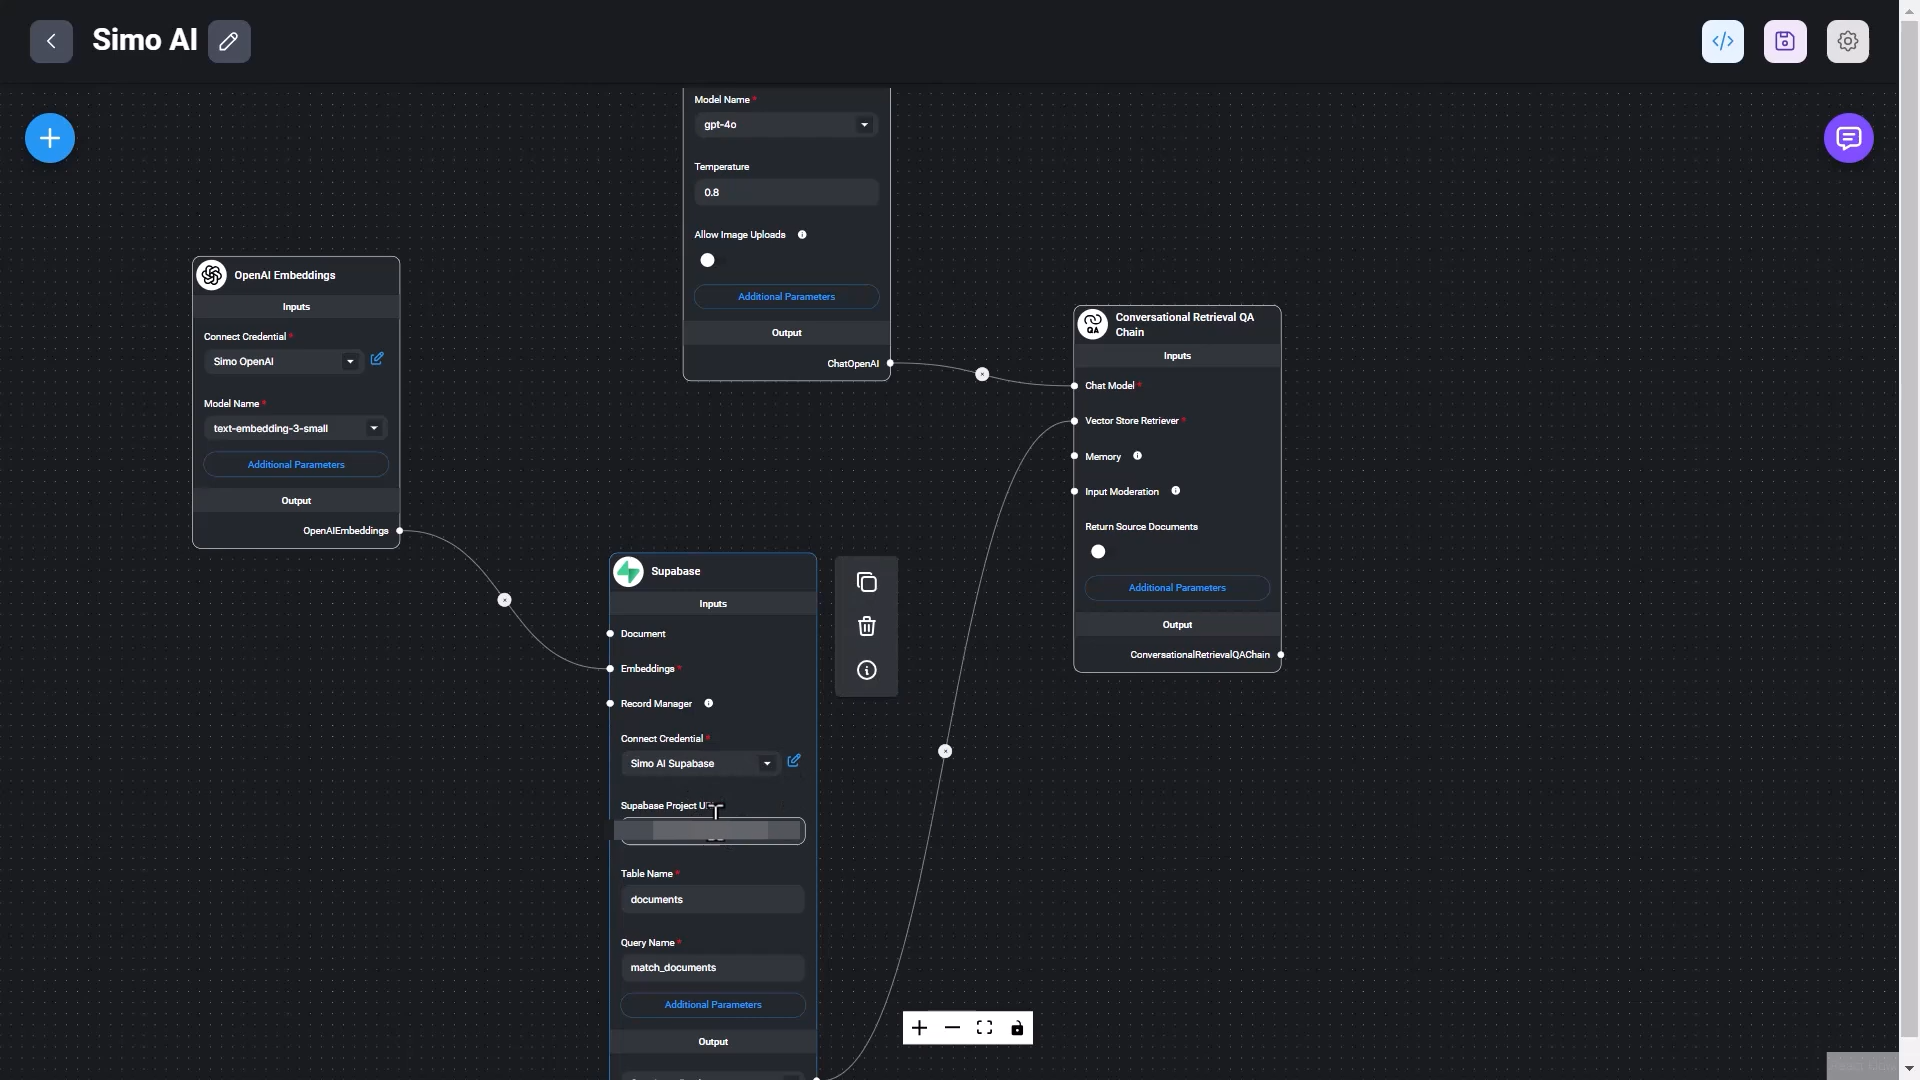 Simo AI
Model Name *
gpt-4o
Temperature
0.8
Allow Image Uploads
Additional Parameters
Output
ChatOpenAI
OpenAI Embeddings
Inputs
Connect Credential *
Simo OpenAI
Model Name *
text-embedding-3-small
Additional Parameters
Output
OpenAIEmbeddings
Conversational Retrieval QA
Chain
Inputs
Chat Model *
Vector Store Retriever *
Memory
Input Moderation
Return Source Documents
Additional Parameters
Output
ConversationalRetrievalQAChain
Supabase
Inputs
Document
Embeddings *
Record Manager
Connect Credential *
Simo AI Supabase
Supabase Project
Table Name *
documents
Query Name *
match_documents
Additional Parameters
Output